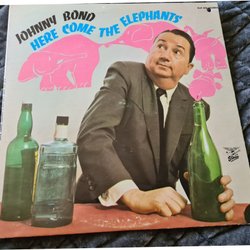 JOHNNY BOND
HERE COME THE ELEPHANTS